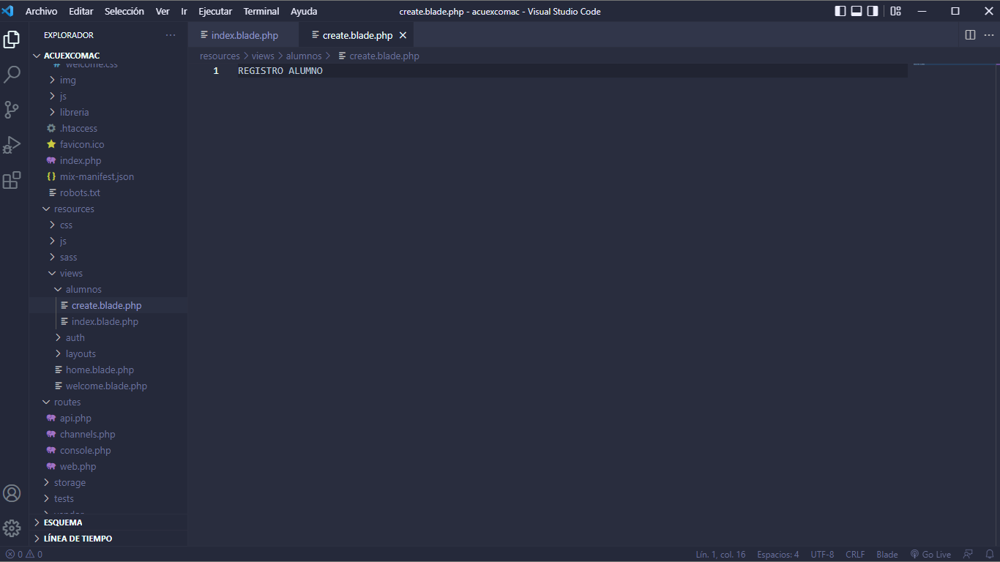 Archivo Editar Selección Ver Ir Ejecutar Terminal Ayuda create.blade.php - acuexcomac - Visual Studio Code
EXPLORADOR ...
index.blade.php create.blade.php
ACUEXCOMAC
resources > views > alumnos > create.blade.php
1 REGISTRO ALUMNO
# welcome.css
img
js
libreria
.htaccess
favicon.ico
index.php
{} mix-manifest.json
robots.txt
resources
css
js
sass
views
alumnos
create.blade.php
index.blade.php
auth
layouts
home.blade.php
welcome.blade.php
routes
api.php
channels.php
console.php
web.php
storage
tests
vendor
ESQUEMA
LÍNEA DE TIEMPO
0 0 Lín. 1, col. 16 Espacios: 4 UTF-8 CRLF Blade Go Live